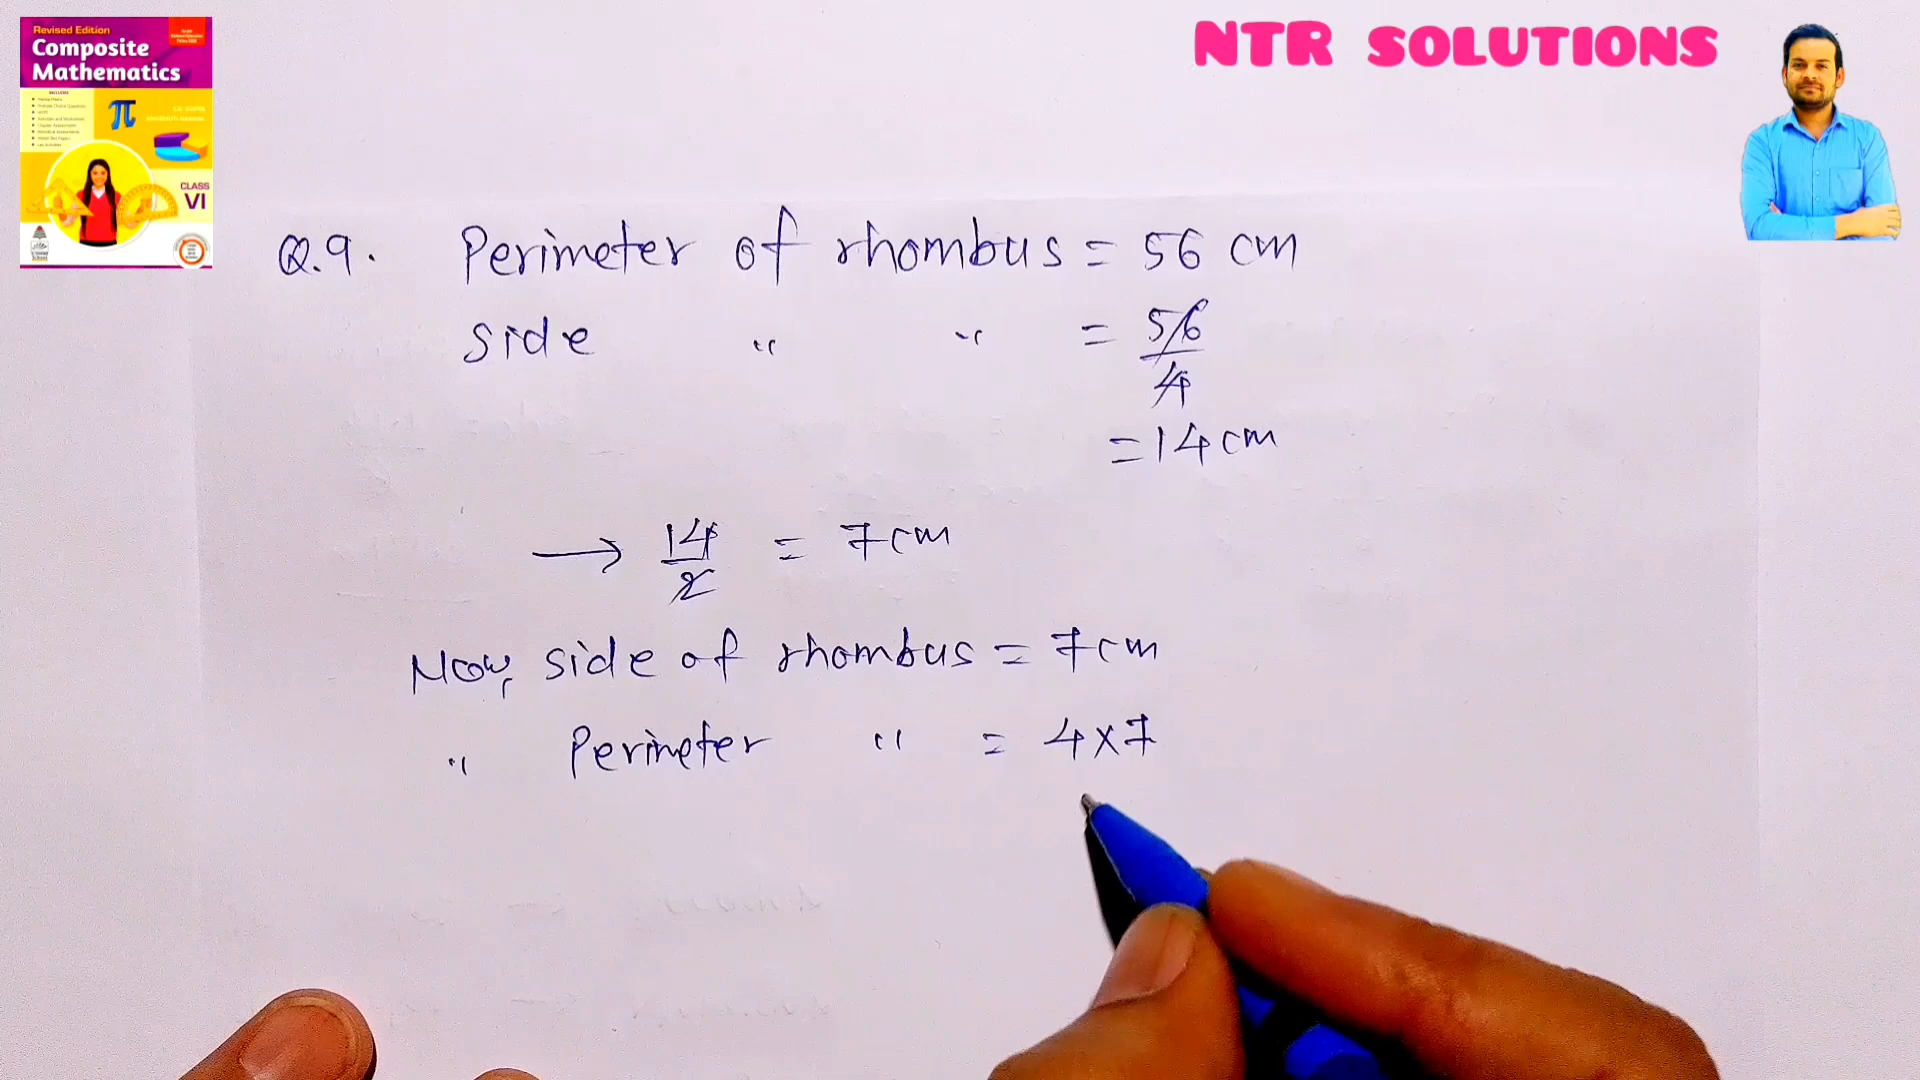 Revised Edition
Composite
Mathematics
CLASS
VI
NTR SOLUTIONS
Q.9. Perimeter of rhombus = 56 cm
Side " " = 56/4
= 14 cm
→ 14/2 = 7 cm
Now, side of rhombus = 7 cm
" Perimeter " = 4×7